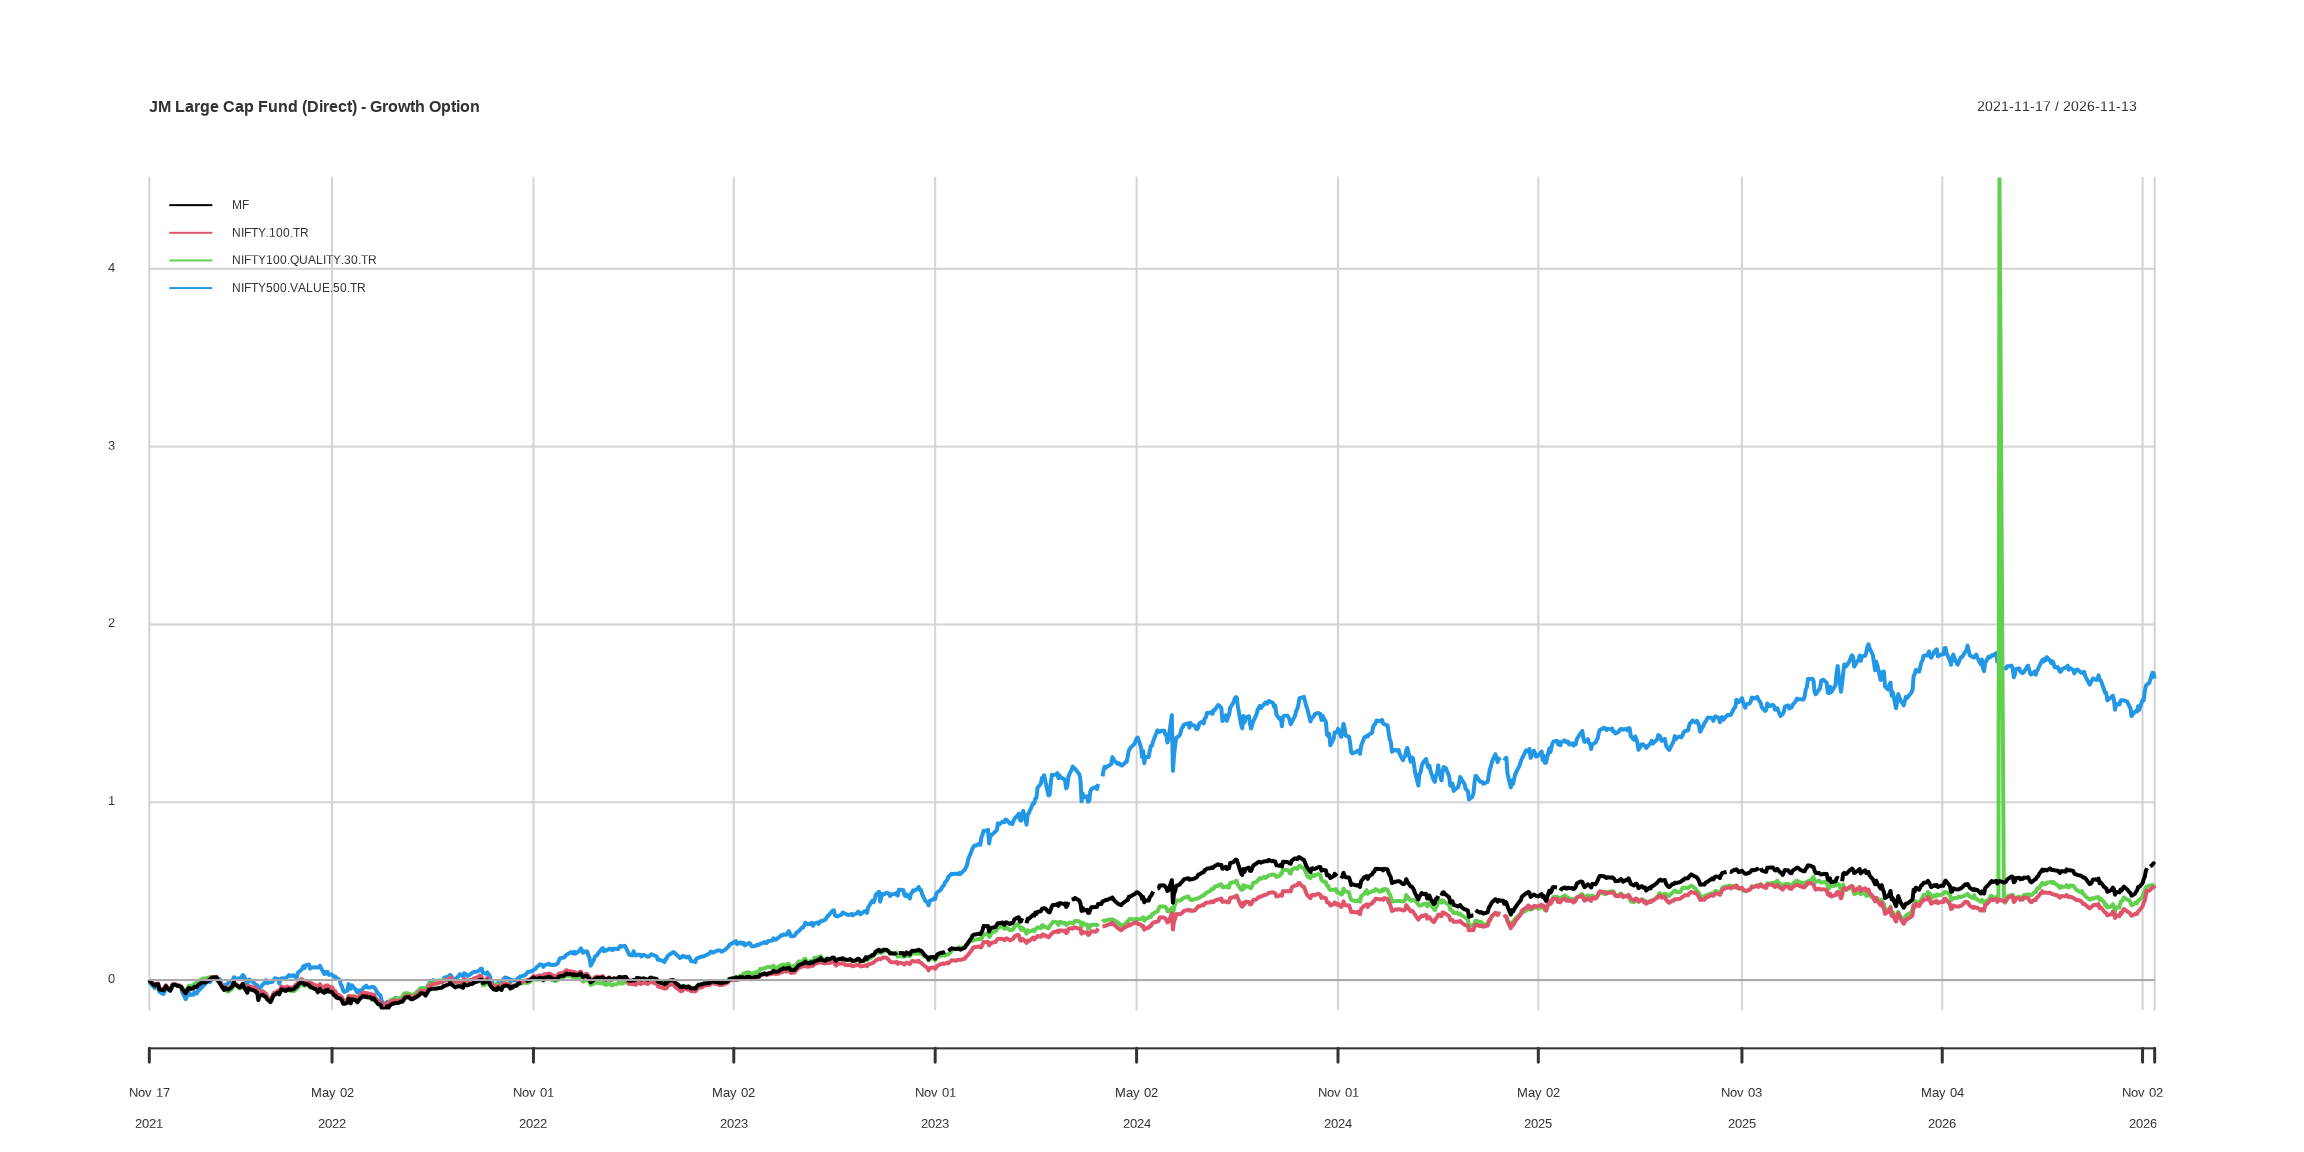 JM Large Cap Fund (Direct) - Growth Option
2021-11-17 / 2026-11-13
MF
NIFTY.100.TR
NIFTY100.QUALITY.30.TR
NIFTY500.VALUE.50.TR
4
3
2
1
0
Nov 17 May 02 Nov 01 May 02 Nov 01 May 02 Nov 01 May 02 Nov 03 May 04 Nov 02
2021 2022 2022 2023 2023 2024 2024 2025 2025 2026 2026